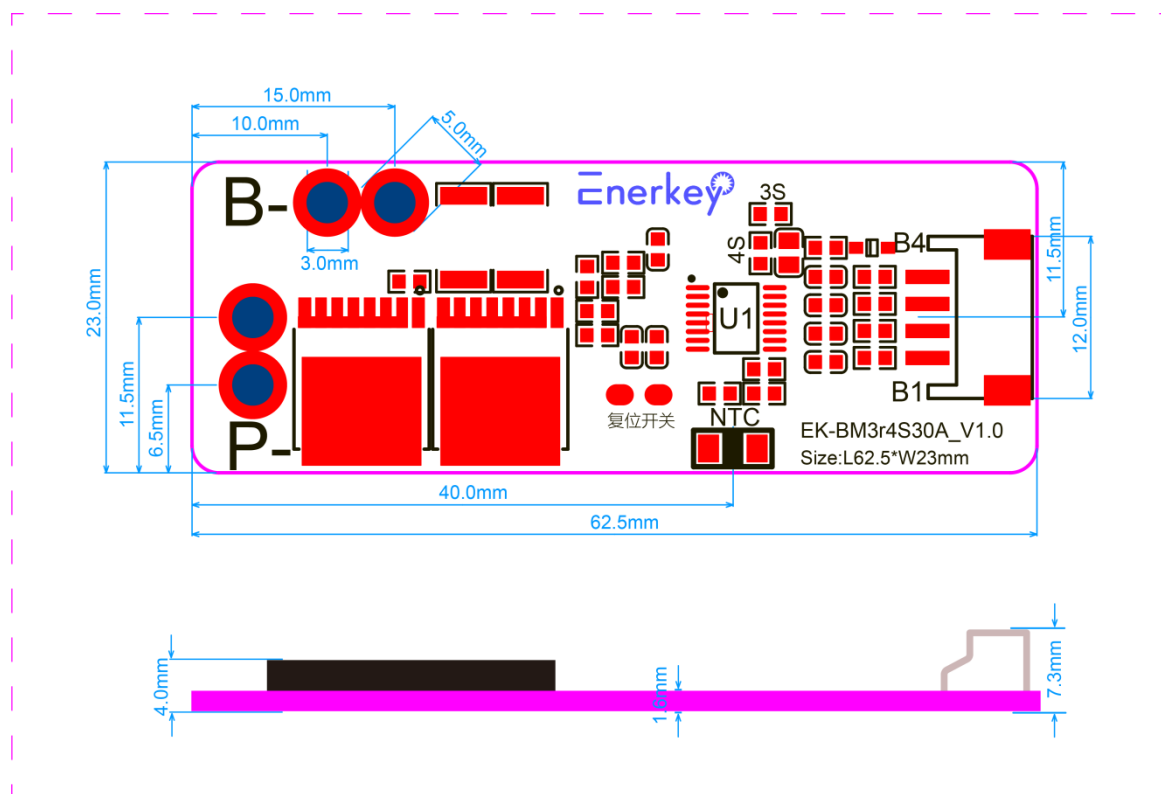 15.0mm
10.0mm
5.0mm
Enerkey
3S
B-
4S
B4
11.5mm
3.0mm
23.0mm
U1
12.0mm
11.5mm
6.5mm
B1
复位开关
NTC
P-
EK-BM3r4S30A_V1.0
Size:L62.5*W23mm
40.0mm
62.5mm
4.0mm
1.6mm
7.3mm